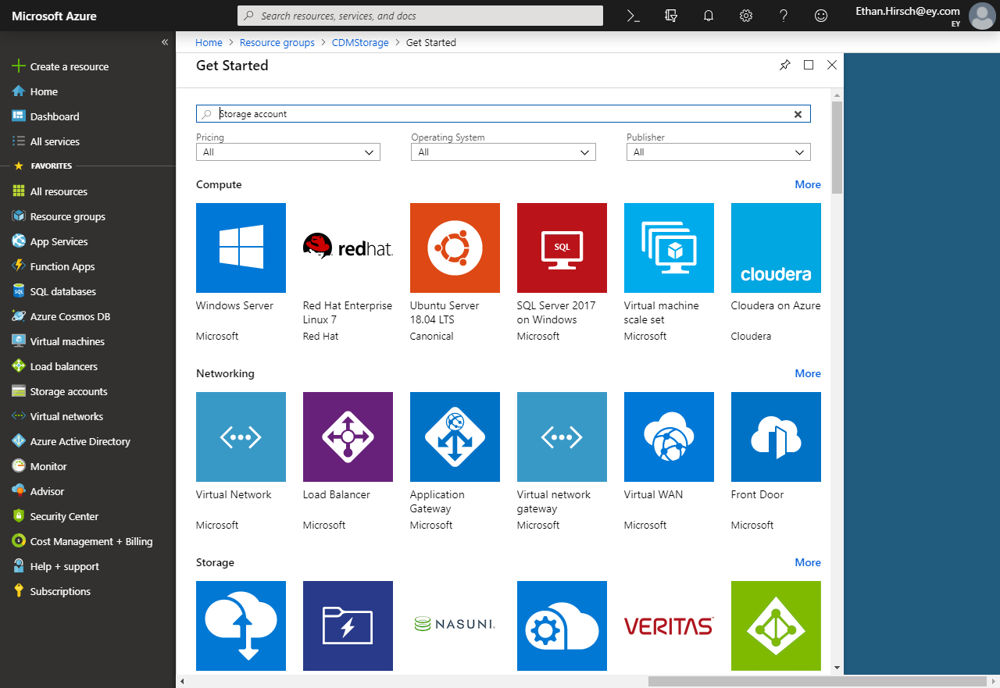 Microsoft Azure
Search resources, services, and docs
Ethan.Hirsch@ey.com
EY
Create a resource
Home
Dashboard
All services
FAVORITES
All resources
Resource groups
App Services
Function Apps
SQL databases
Azure Cosmos DB
Virtual machines
Load balancers
Storage accounts
Virtual networks
Azure Active Directory
Monitor
Advisor
Security Center
Cost Management + Billing
Help + support
Subscriptions
Home > Resource groups > CDMStorage > Get Started
Get Started
Storage account
Pricing Operating System Publisher
All All All
Compute More
redhat.
SQL
cloudera
Windows Server Red Hat Enterprise Linux 7 Ubuntu Server 18.04 LTS SQL Server 2017 on Windows Virtual machine scale set Cloudera on Azure
Microsoft Red Hat Canonical Microsoft Microsoft Cloudera
Networking More
Virtual Network Load Balancer Application Gateway Virtual network gateway Virtual WAN Front Door
Microsoft Microsoft Microsoft Microsoft Microsoft Microsoft
Storage More
NASUNI.
VERITAS